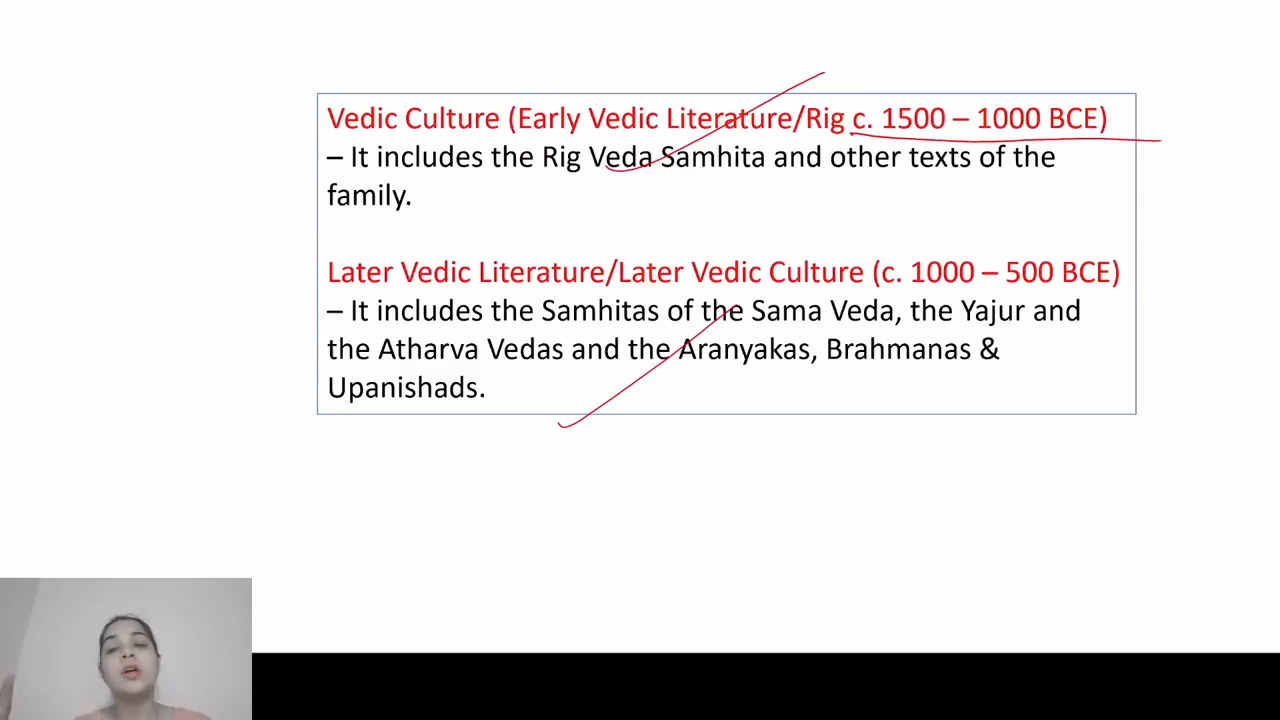 Vedic Culture (Early Vedic Literature/Rig c. 1500 – 1000 BCE)
– It includes the Rig Veda Samhita and other texts of the
family.
Later Vedic Literature/Later Vedic Culture (c. 1000 – 500 BCE)
– It includes the Samhitas of the Sama Veda, the Yajur and
the Atharva Vedas and the Aranyakas, Brahmanas &
Upanishads.